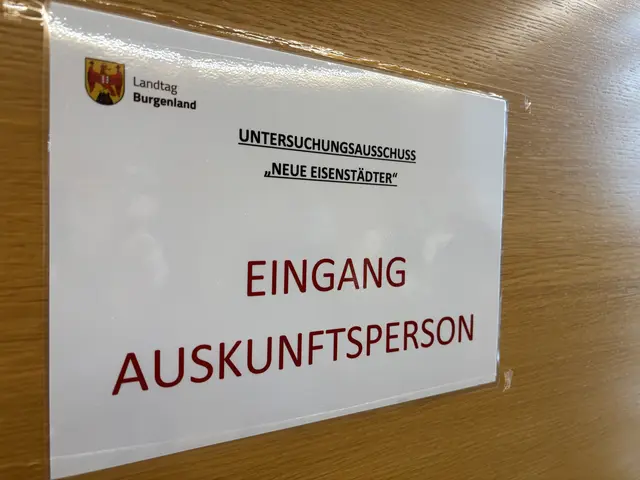 Landtag
Burgenland
UNTERSUCHUNGSAUSSCHUSS
„NEUE EISENSTÄDTER“
EINGANG
AUSKUNFTSPERSON